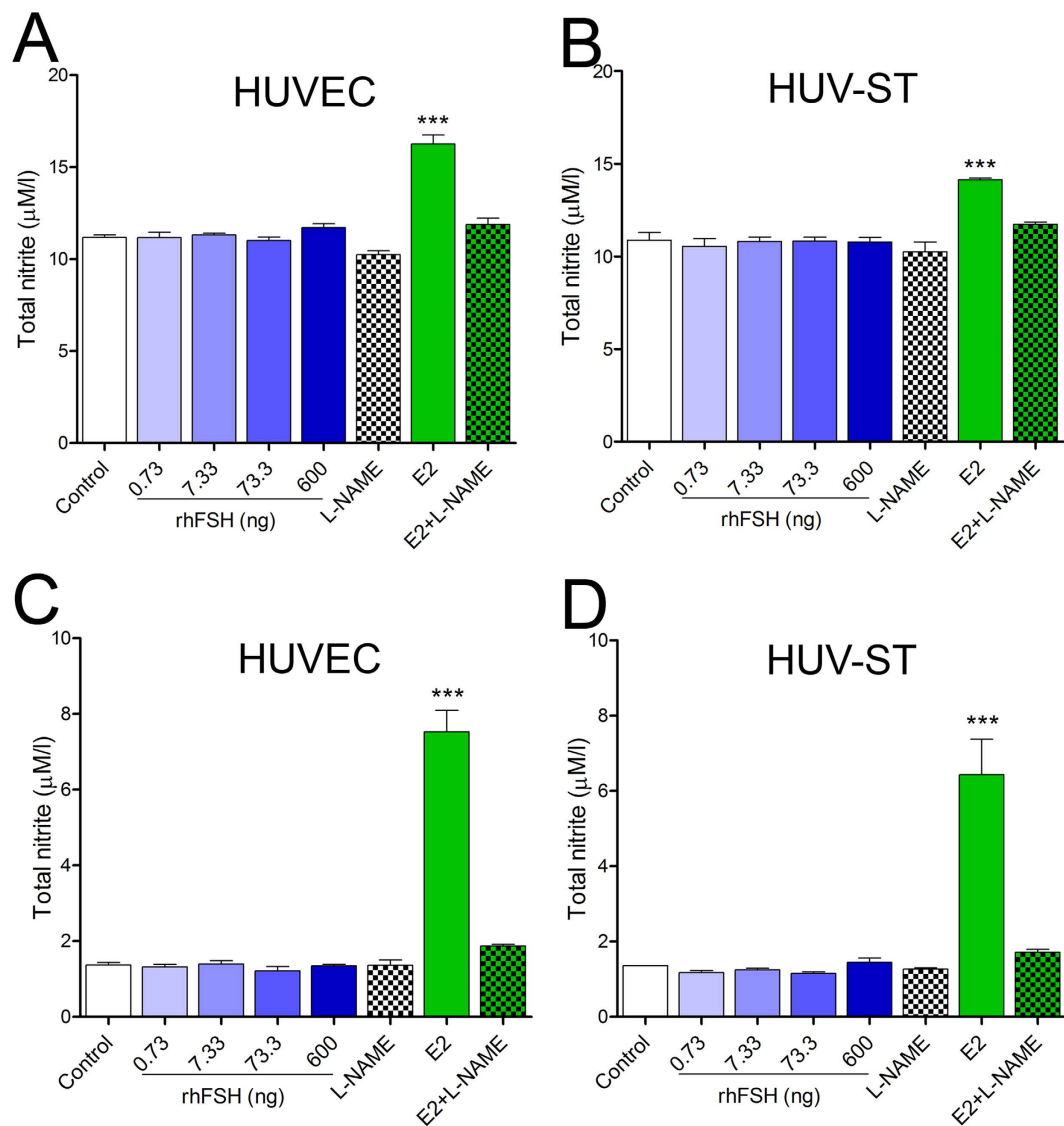 A
HUVEC
Total nitrite (μM/l)
20
15
10
5
0
***
Control
0.73
7.33
73.3
600
L-NAME
E2
E2+L-NAME
rhFSH (ng)
B
HUV-ST
Total nitrite (μM/l)
20
15
10
5
0
***
Control
0.73
7.33
73.3
600
L-NAME
E2
E2+L-NAME
rhFSH (ng)
C
HUVEC
Total nitrite (μM/l)
10
8
6
4
2
0
***
Control
0.73
7.33
73.3
600
L-NAME
E2
E2+L-NAME
rhFSH (ng)
D
HUV-ST
Total nitrite (μM/l)
10
8
6
4
2
0
***
Control
0.73
7.33
73.3
600
L-NAME
E2
E2+L-NAME
rhFSH (ng)